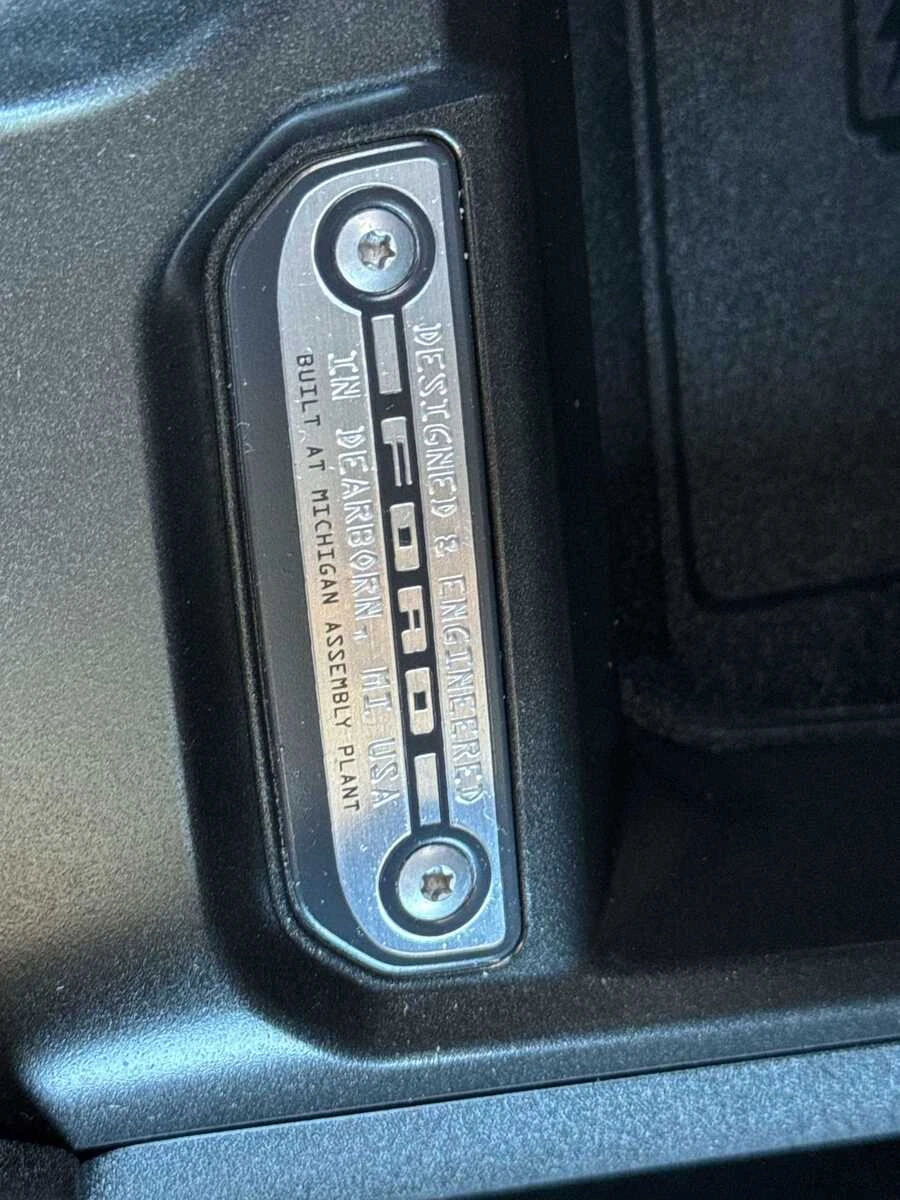 DESIGNED & ENGINEERED
FORD
IN DEARBORN, MI, USA
BUILT AT MICHIGAN ASSEMBLY PLANT